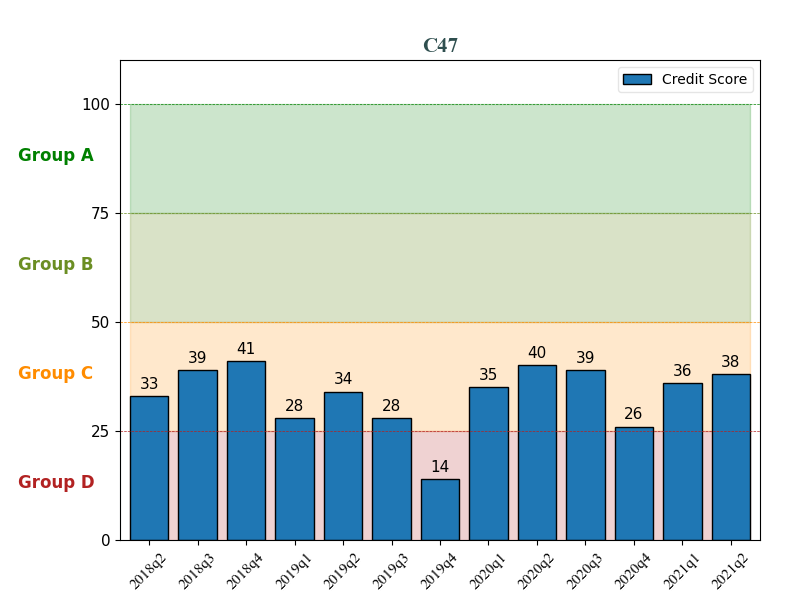 C47
Credit Score
100
Group A
75
Group B
50
Group C
25
Group D
0
33
39
41
28
34
28
14
35
40
39
26
36
38
2018q2
2018q3
2018q4
2019q1
2019q2
2019q3
2019q4
2020q1
2020q2
2020q3
2020q4
2021q1
2021q2